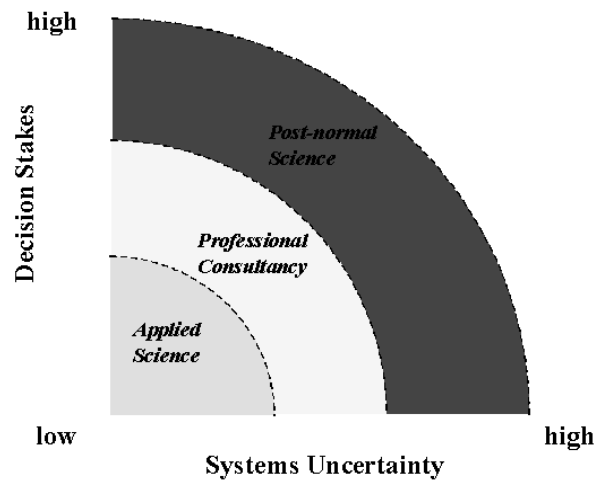 high
Decision Stakes
Post-normal
Science
Professional
Consultancy
Applied
Science
low
high
Systems Uncertainty